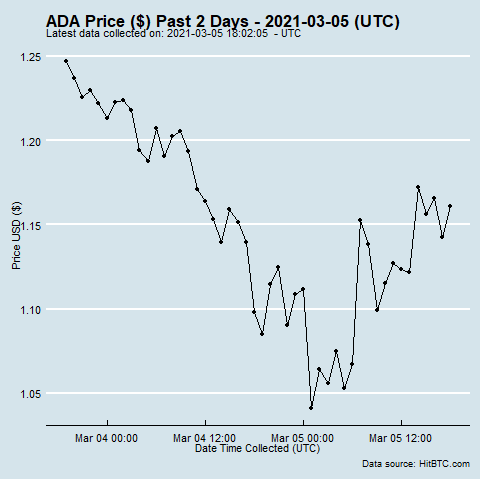 ADA Price ($) Past 2 Days - 2021-03-05 (UTC)
Latest data collected on: 2021-03-05 18:02:05 - UTC
1.25
1.20
1.15
1.10
1.05
Price USD ($)
Mar 04 00:00 Mar 04 12:00 Mar 05 00:00 Mar 05 12:00
Date Time Collected (UTC)
Data source: HitBTC.com